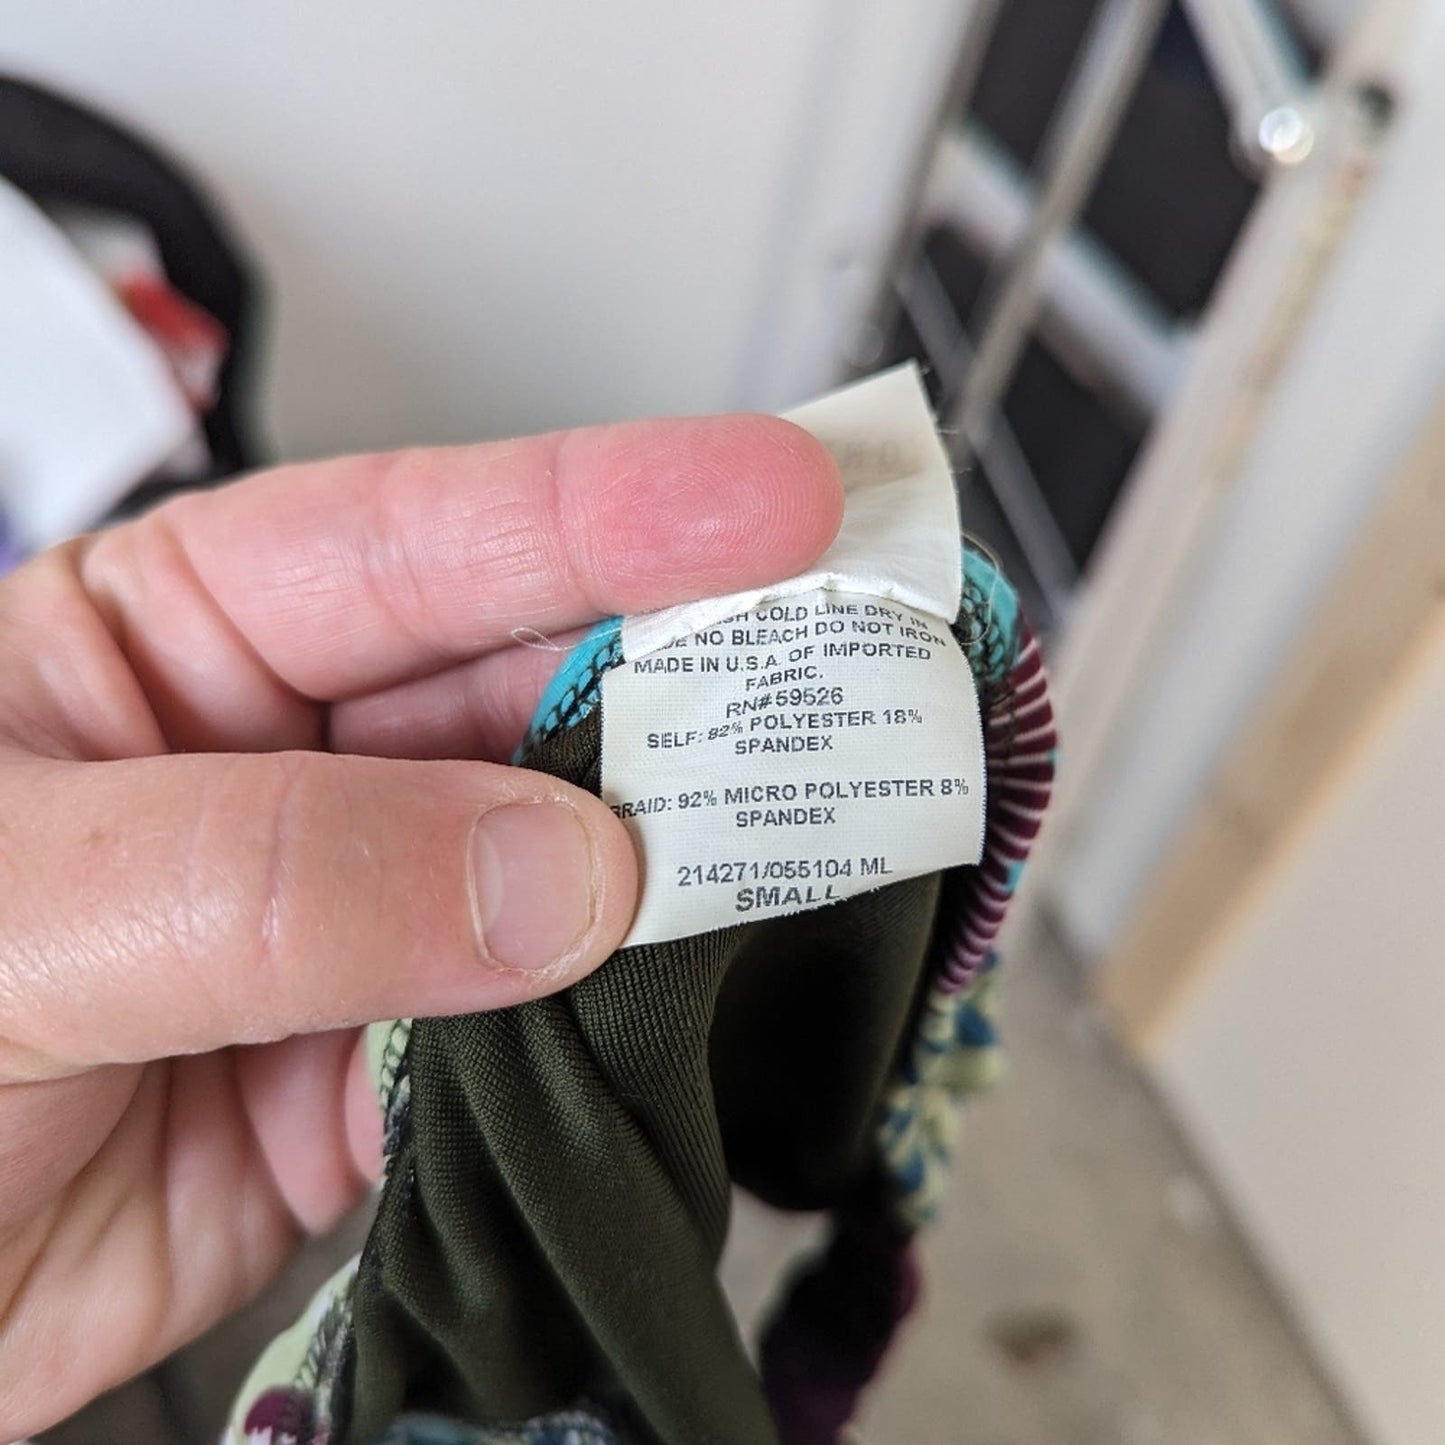 COLD LINE DRY IN
NO BLEACH DO NOT IRON
MADE IN U.S.A. OF IMPORTED
FABRIC.
RN#59526
SELF: 82% POLYESTER 18%
SPANDEX
BRAID: 92% MICRO POLYESTER 8%
SPANDEX
214271/055104 ML
SMALL